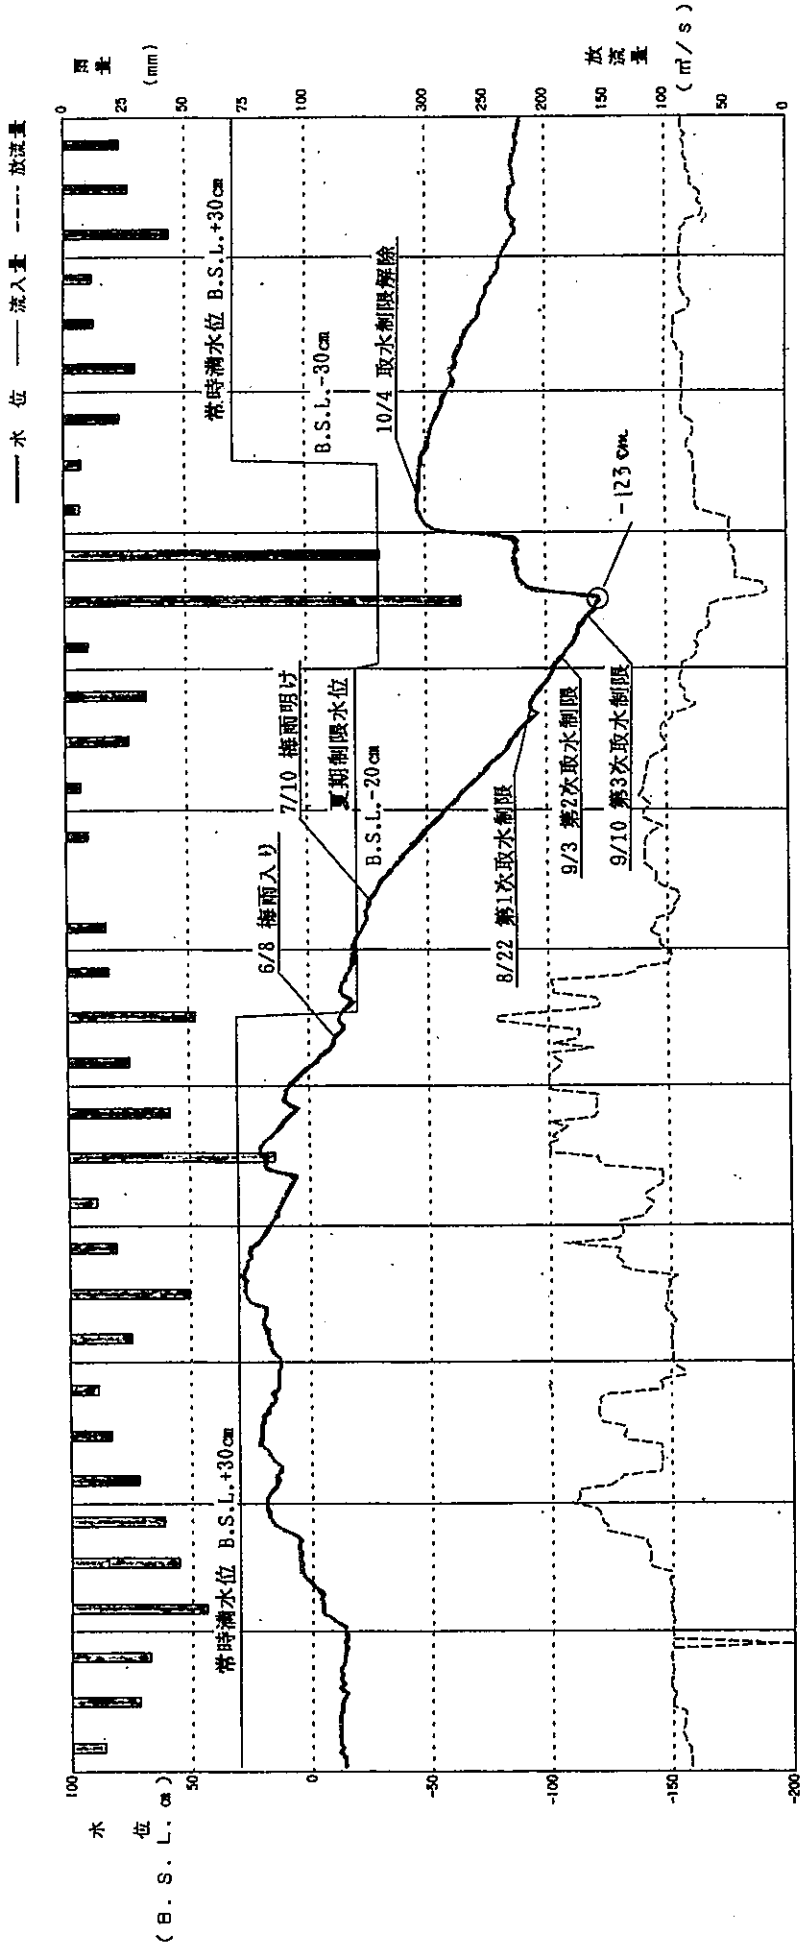 ━━ 水 位 ── 流入量 ---- 放流量
水位
(B.S.L.㎝)
100
50
0
-50
-100
-150
-200
雨量
(mm)
0
25
50
75
100
放流量
(㎥/s)
300
250
200
150
100
50
0
常時満水位 B.S.L.+30㎝
6/8 梅雨入り
7/10 梅雨明け
夏期制限水位
B.S.L.-20㎝
B.S.L.-30㎝
常時満水位 B.S.L.+30㎝
8/22 第1次取水制限
9/3 第2次取水制限
9/10 第3次取水制限
-123㎝
10/4 取水制限解除